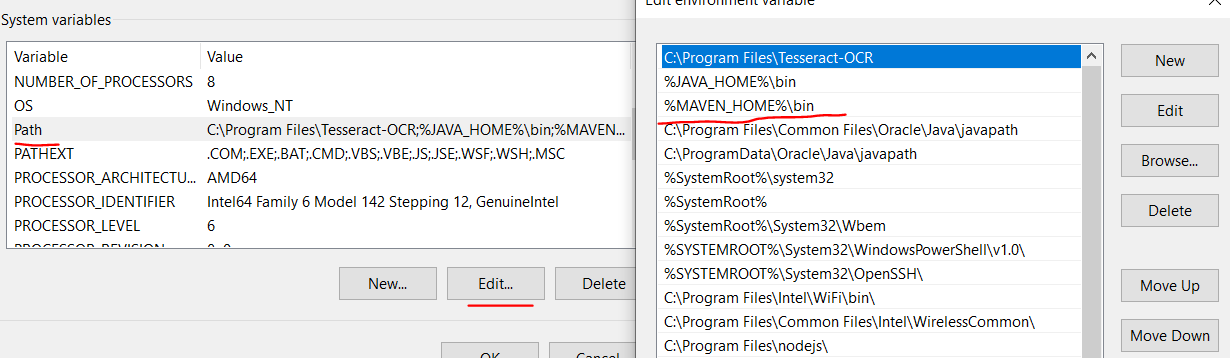 System variables
Variable Value
NUMBER_OF_PROCESSORS 8
OS Windows_NT
Path C:\Program Files\Tesseract-OCR;%JAVA_HOME%\bin;%MAVEN...
PATHEXT .COM;.EXE;.BAT;.CMD;.VBS;.VBE;.JS;.JSE;.WSF;.WSH;.MSC
PROCESSOR_ARCHITECTU... AMD64
PROCESSOR_IDENTIFIER Intel64 Family 6 Model 142 Stepping 12, GenuineIntel
PROCESSOR_LEVEL 6
PROCESSOR_REVISION
New... Edit... Delete
OK Cancel
Edit environment variable
C:\Program Files\Tesseract-OCR
%JAVA_HOME%\bin
%MAVEN_HOME%\bin
C:\Program Files\Common Files\Oracle\Java\javapath
C:\ProgramData\Oracle\Java\javapath
%SystemRoot%\system32
%SystemRoot%
%SystemRoot%\System32\Wbem
%SYSTEMROOT%\System32\WindowsPowerShell\v1.0\
%SYSTEMROOT%\System32\OpenSSH\
C:\Program Files\Intel\WiFi\bin\
C:\Program Files\Common Files\Intel\WirelessCommon\
C:\Program Files\nodejs\
New
Edit
Browse...
Delete
Move Up
Move Down